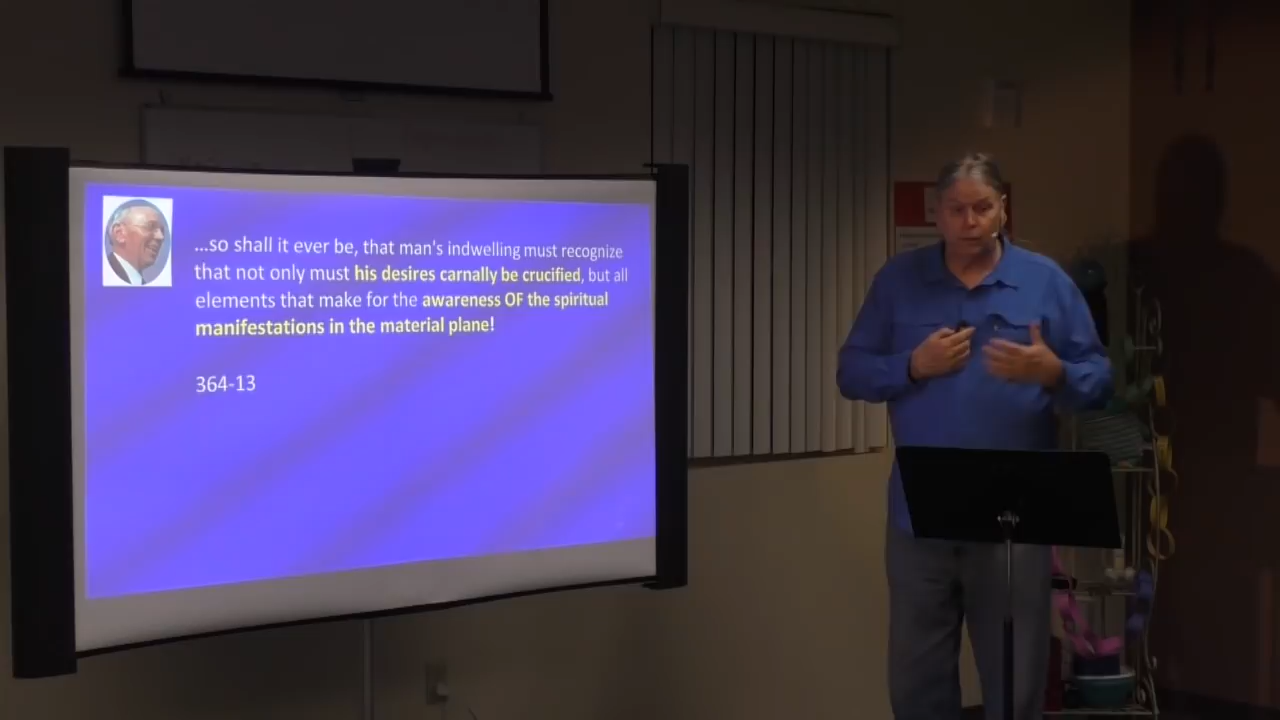 ...so shall it ever be, that man's indwelling must recognize
that not only must his desires carnally be crucified, but all
elements that make for the awareness OF the spiritual
manifestations in the material plane!
364-13